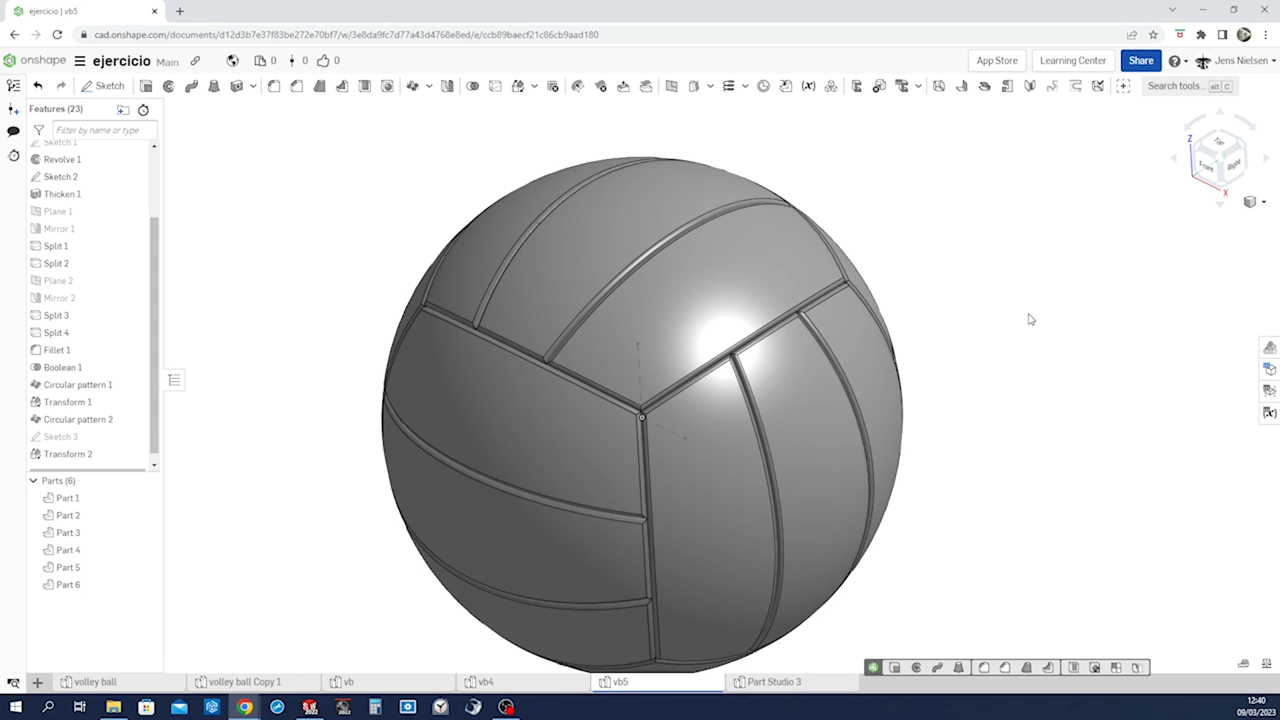 ejercicio | vb5
cad.onshape.com/documents/d12d3b7e37f83be272e70bf7/w/3e8da9fc7d77a43d4768e8ed/e/ccb89baecf21c86cb9aad180
onshape
ejercicio Main
0
0
0
App Store
Learning Center
Share
Jens Nielsen
Sketch
Search tools...
alt
C
Features (23)
Filter by name or type
Sketch 1
Revolve 1
Sketch 2
Thicken 1
Plane 1
Mirror 1
Split 1
Split 2
Plane 2
Mirror 2
Split 3
Split 4
Fillet 1
Boolean 1
Circular pattern 1
Transform 1
Circular pattern 2
Sketch 3
Transform 2
Parts (6)
Part 1
Part 2
Part 3
Part 4
Part 5
Part 6
Z
Top
Front
Right
X
volley ball
volley ball Copy 1
vb
vb4
vb5
Part Studio 3
2022
2022
12:40
09/03/2023